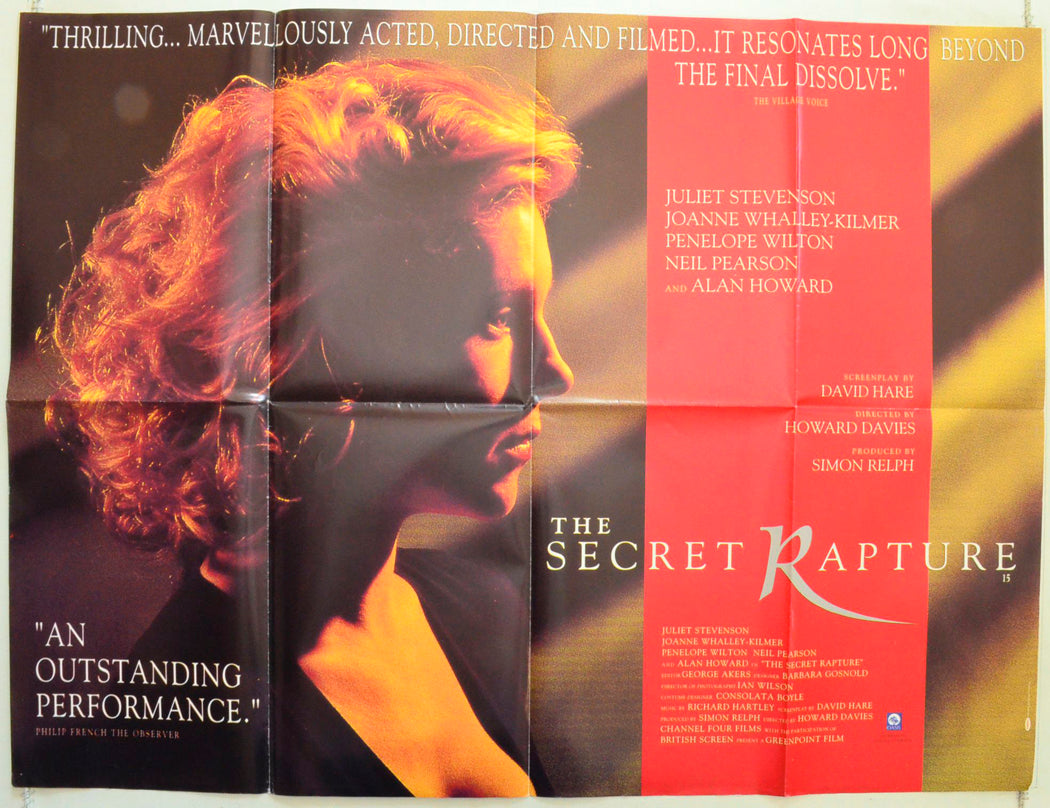 "THRILLING... MARVELLOUSLY ACTED, DIRECTED AND FILMED...IT RESONATES LONG BEYOND
THE FINAL DISSOLVE."
THE VILLAGE VOICE
JULIET STEVENSON
JOANNE WHALLEY-KILMER
PENELOPE WILTON
NEIL PEARSON
AND ALAN HOWARD
SCREENPLAY BY
DAVID HARE
DIRECTED BY
HOWARD DAVIES
PRODUCED BY
SIMON RELPH
THE
SECRET RAPTURE
15
"AN
OUTSTANDING
PERFORMANCE."
PHILIP FRENCH THE OBSERVER
JULIET STEVENSON
JOANNE WHALLEY-KILMER
PENELOPE WILTON NEIL PEARSON
AND ALAN HOWARD IN "THE SECRET RAPTURE"
EDITOR GEORGE AKERS DESIGNER BARBARA GOSNOLD
DIRECTOR OF PHOTOGRAPHY IAN WILSON
COSTUME DESIGNER CONSOLATA BOYLE
MUSIC BY RICHARD HARTLEY SCREENPLAY BY DAVID HARE
PRODUCED BY SIMON RELPH DIRECTED BY HOWARD DAVIES
CHANNEL FOUR FILMS WITH THE PARTICIPATION OF
BRITISH SCREEN PRESENT A GREENPOINT FILM